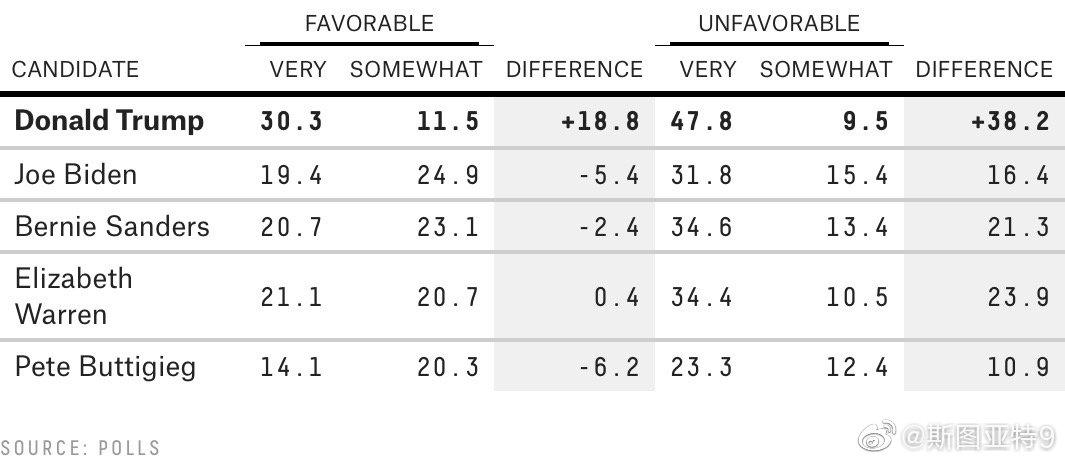 FAVORABLE UNFAVORABLE
CANDIDATE VERY SOMEWHAT DIFFERENCE VERY SOMEWHAT DIFFERENCE
Donald Trump 30.3 11.5 +18.8 47.8 9.5 +38.2
Joe Biden 19.4 24.9 -5.4 31.8 15.4 16.4
Bernie Sanders 20.7 23.1 -2.4 34.6 13.4 21.3
Elizabeth
Warren 21.1 20.7 0.4 34.4 10.5 23.9
Pete Buttigieg 14.1 20.3 -6.2 23.3 12.4 10.9
SOURCE: POLLS
@斯图亚特9